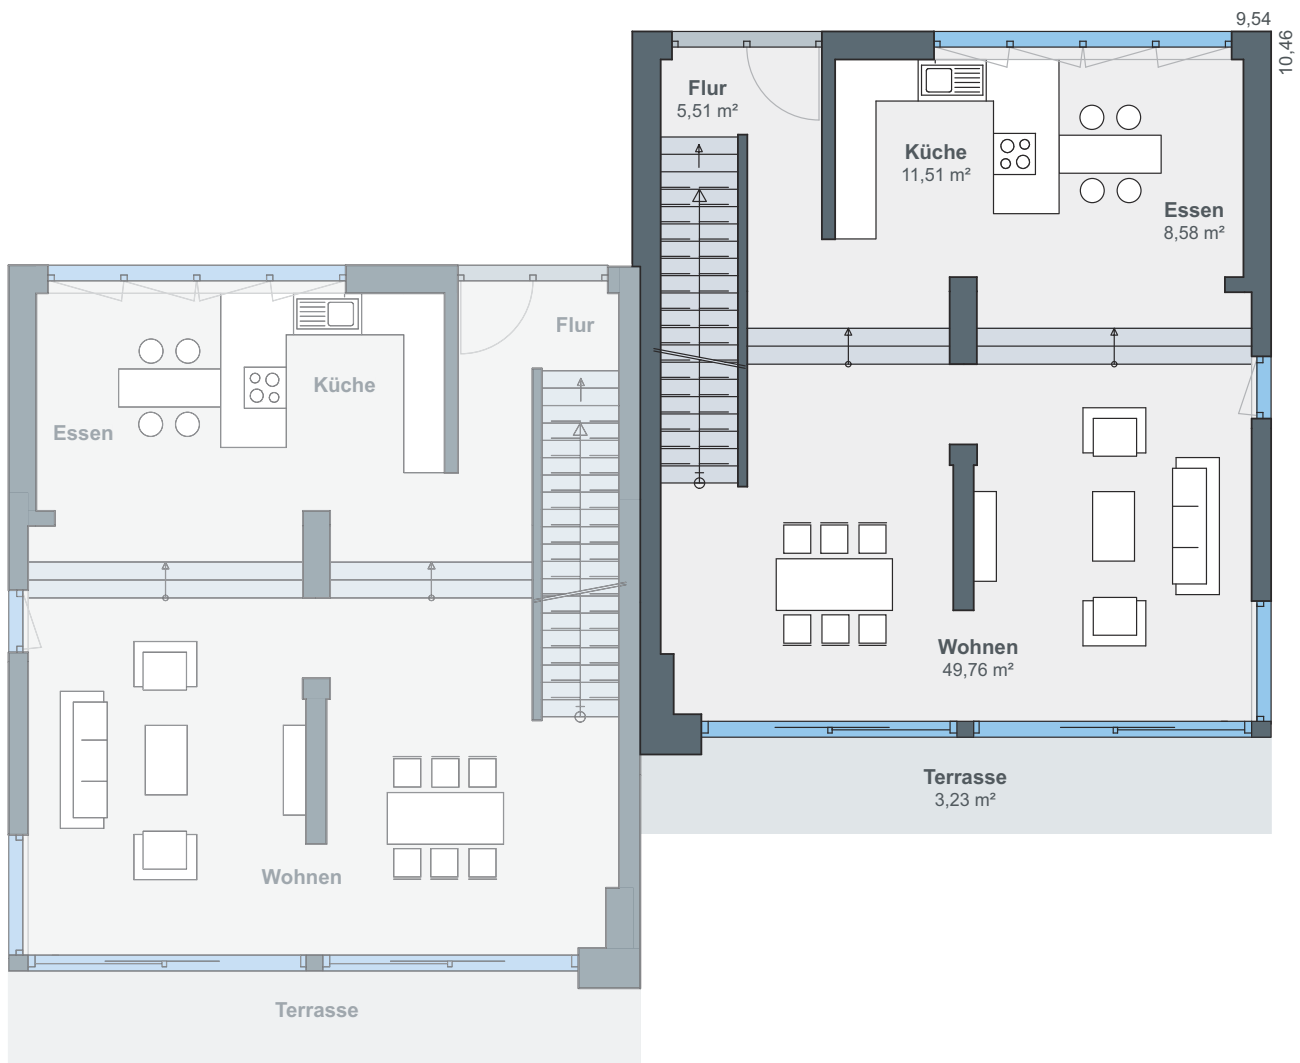 9,54
10,46
Flur
5,51 m²
Küche
11,51 m²
Essen
8,58 m²
Flur
Küche
Essen
Wohnen
49,76 m²
Terrasse
3,23 m²
Wohnen
Terrasse